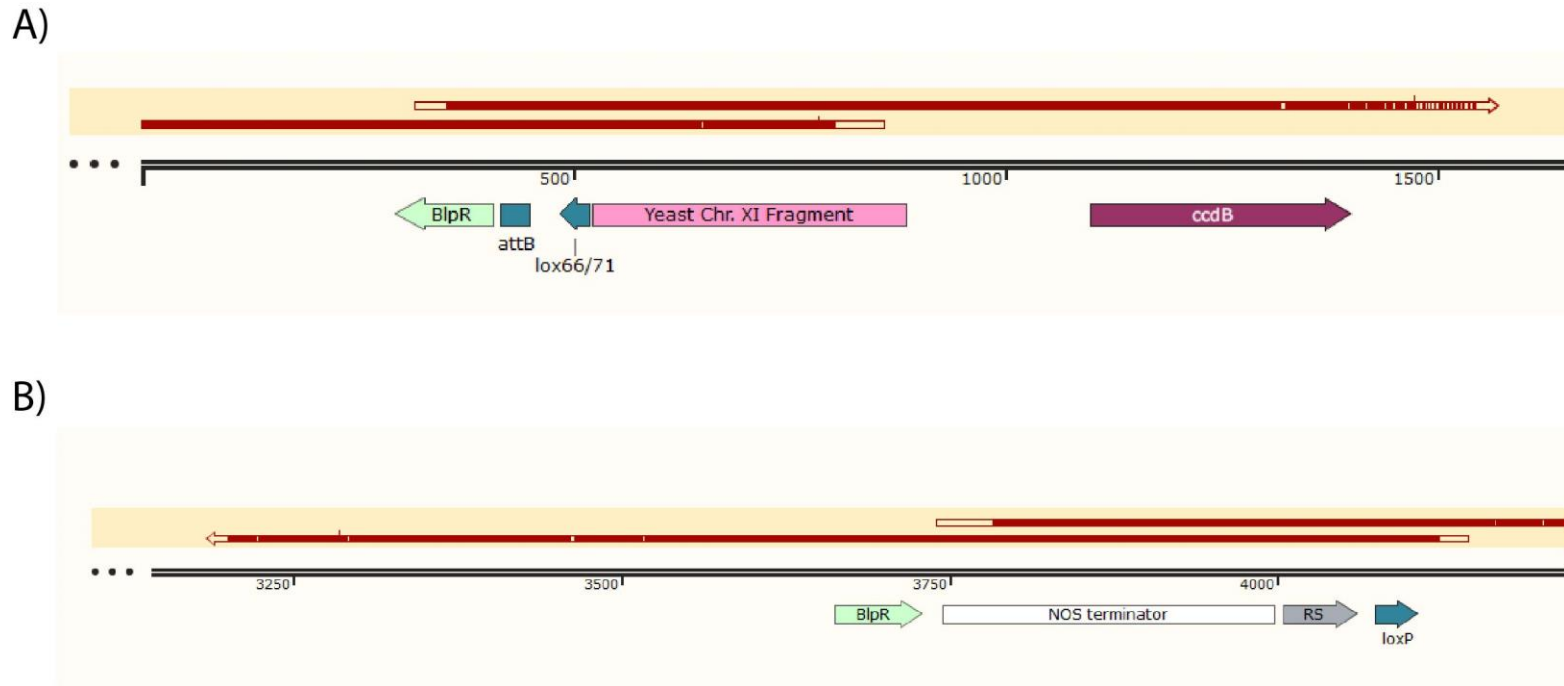 A)
500 1000 1500
BlpR Yeast Chr. XI Fragment ccdB
attB
lox66/71
B)
3250 3500 3750 4000
BlpR NOS terminator RS
loxP